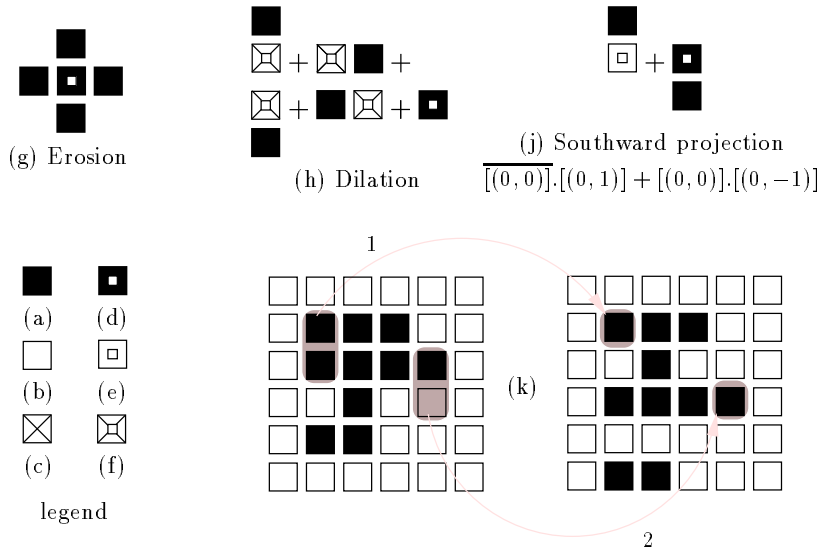 + +
+ + +
+
(g) Erosion
(h) Dilation
(j) Southward projection
[(0, 0)].[(0, 1)] + [(0, 0)].[(0, −1)]
1
(a) (d)
(b) (e)
(k)
(c) (f)
legend
2